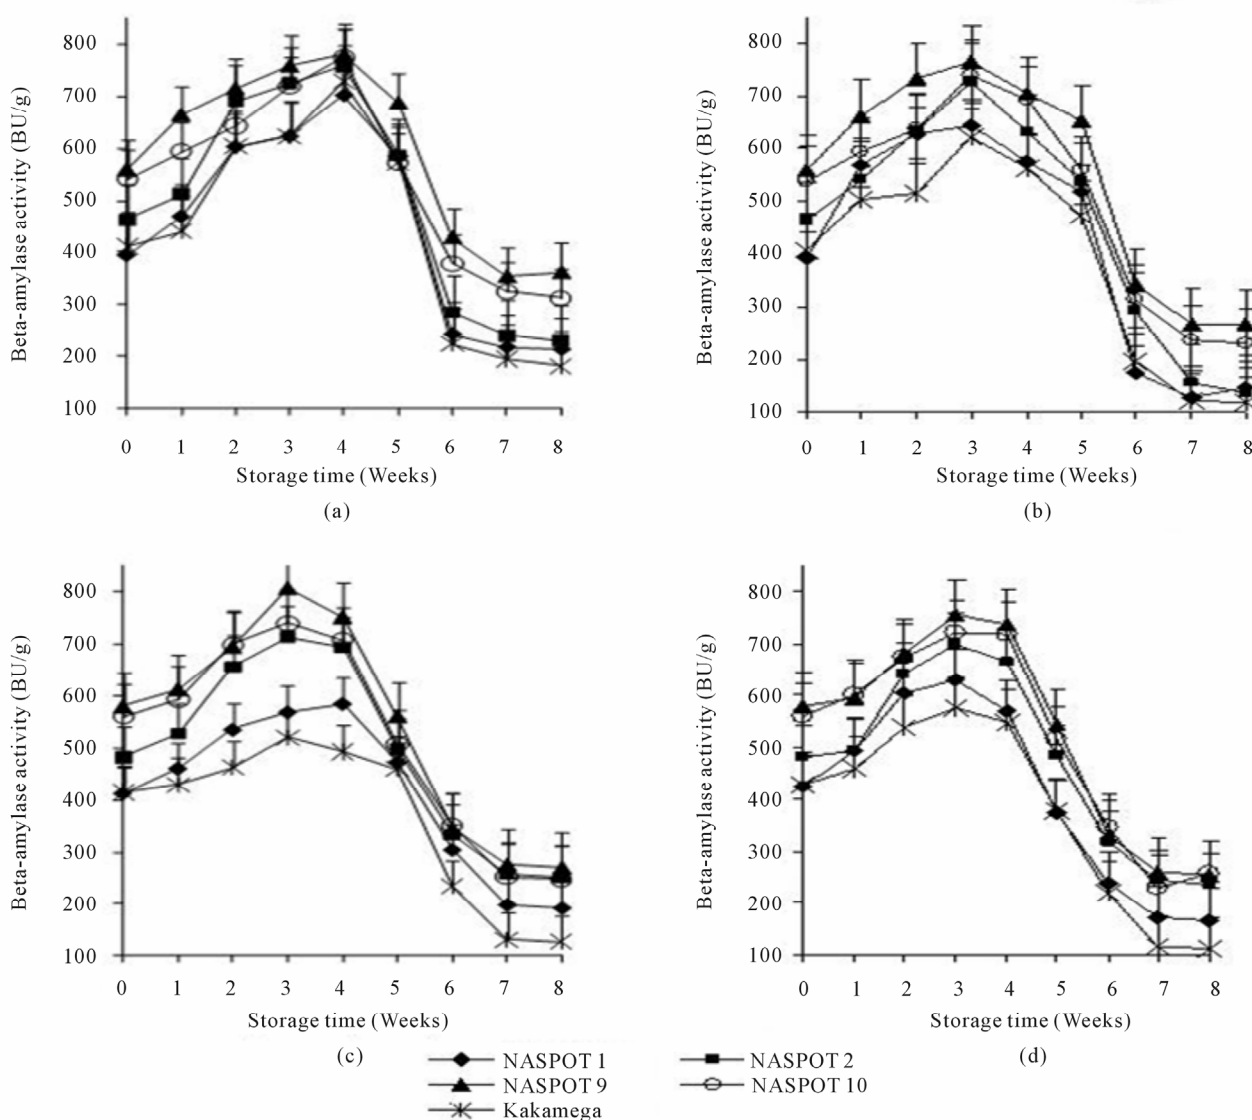 Beta-amylase activity (BU/g)
800
700
600
500
400
300
200
100
0 1 2 3 4 5 6 7 8
Storage time (Weeks)
(a)
Beta-amylase activity (BU/g)
800
700
600
500
400
300
200
100
0 1 2 3 4 5 6 7 8
Storage time (Weeks)
(b)
Beta-amylase activity (BU/g)
800
700
600
500
400
300
200
100
0 1 2 3 4 5 6 7 8
Storage time (Weeks)
(c)
Beta-amylase activity (BU/g)
800
700
600
500
400
300
200
100
0 1 2 3 4 5 6 7 8
Storage time (Weeks)
(d)
NASPOT 1
NASPOT 2
NASPOT 9
NASPOT 10
Kakamega